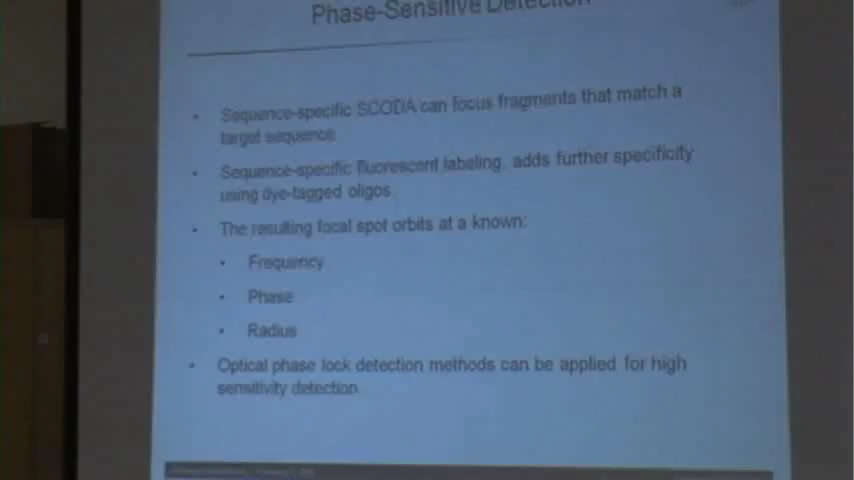 Phase-Sensitive Detection
• Sequence-specific SCODA can focus fragments that match a
target sequence
• Sequence-specific fluorescent labeling, adds further specificity
using dye-tagged oligos.
• The resulting focal spot orbits at a known:
• Frequency
• Phase
• Radius
• Optical phase lock detection methods can be applied for high
sensitivity detection.